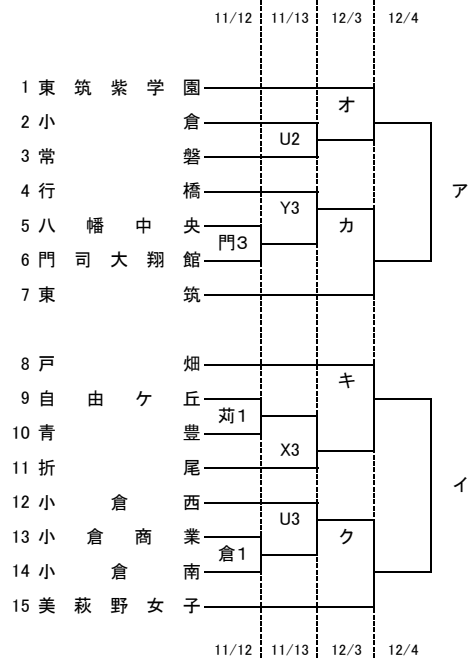 11/12 11/13 12/3 12/4
1 東筑紫学園
オ
2 小倉
U2
3 常磐
ア
4 行橋
Y3
5 八幡中央
カ
門3
6 門司大翔館
7 東筑
8 戸畑
キ
9 自由ケ丘
苅1
10 青豊
X3
11 折尾
イ
12 小倉西
U3
13 小倉商業
ク
倉1
14 小倉南
15 美萩野女子
11/12 11/13 12/3 12/4